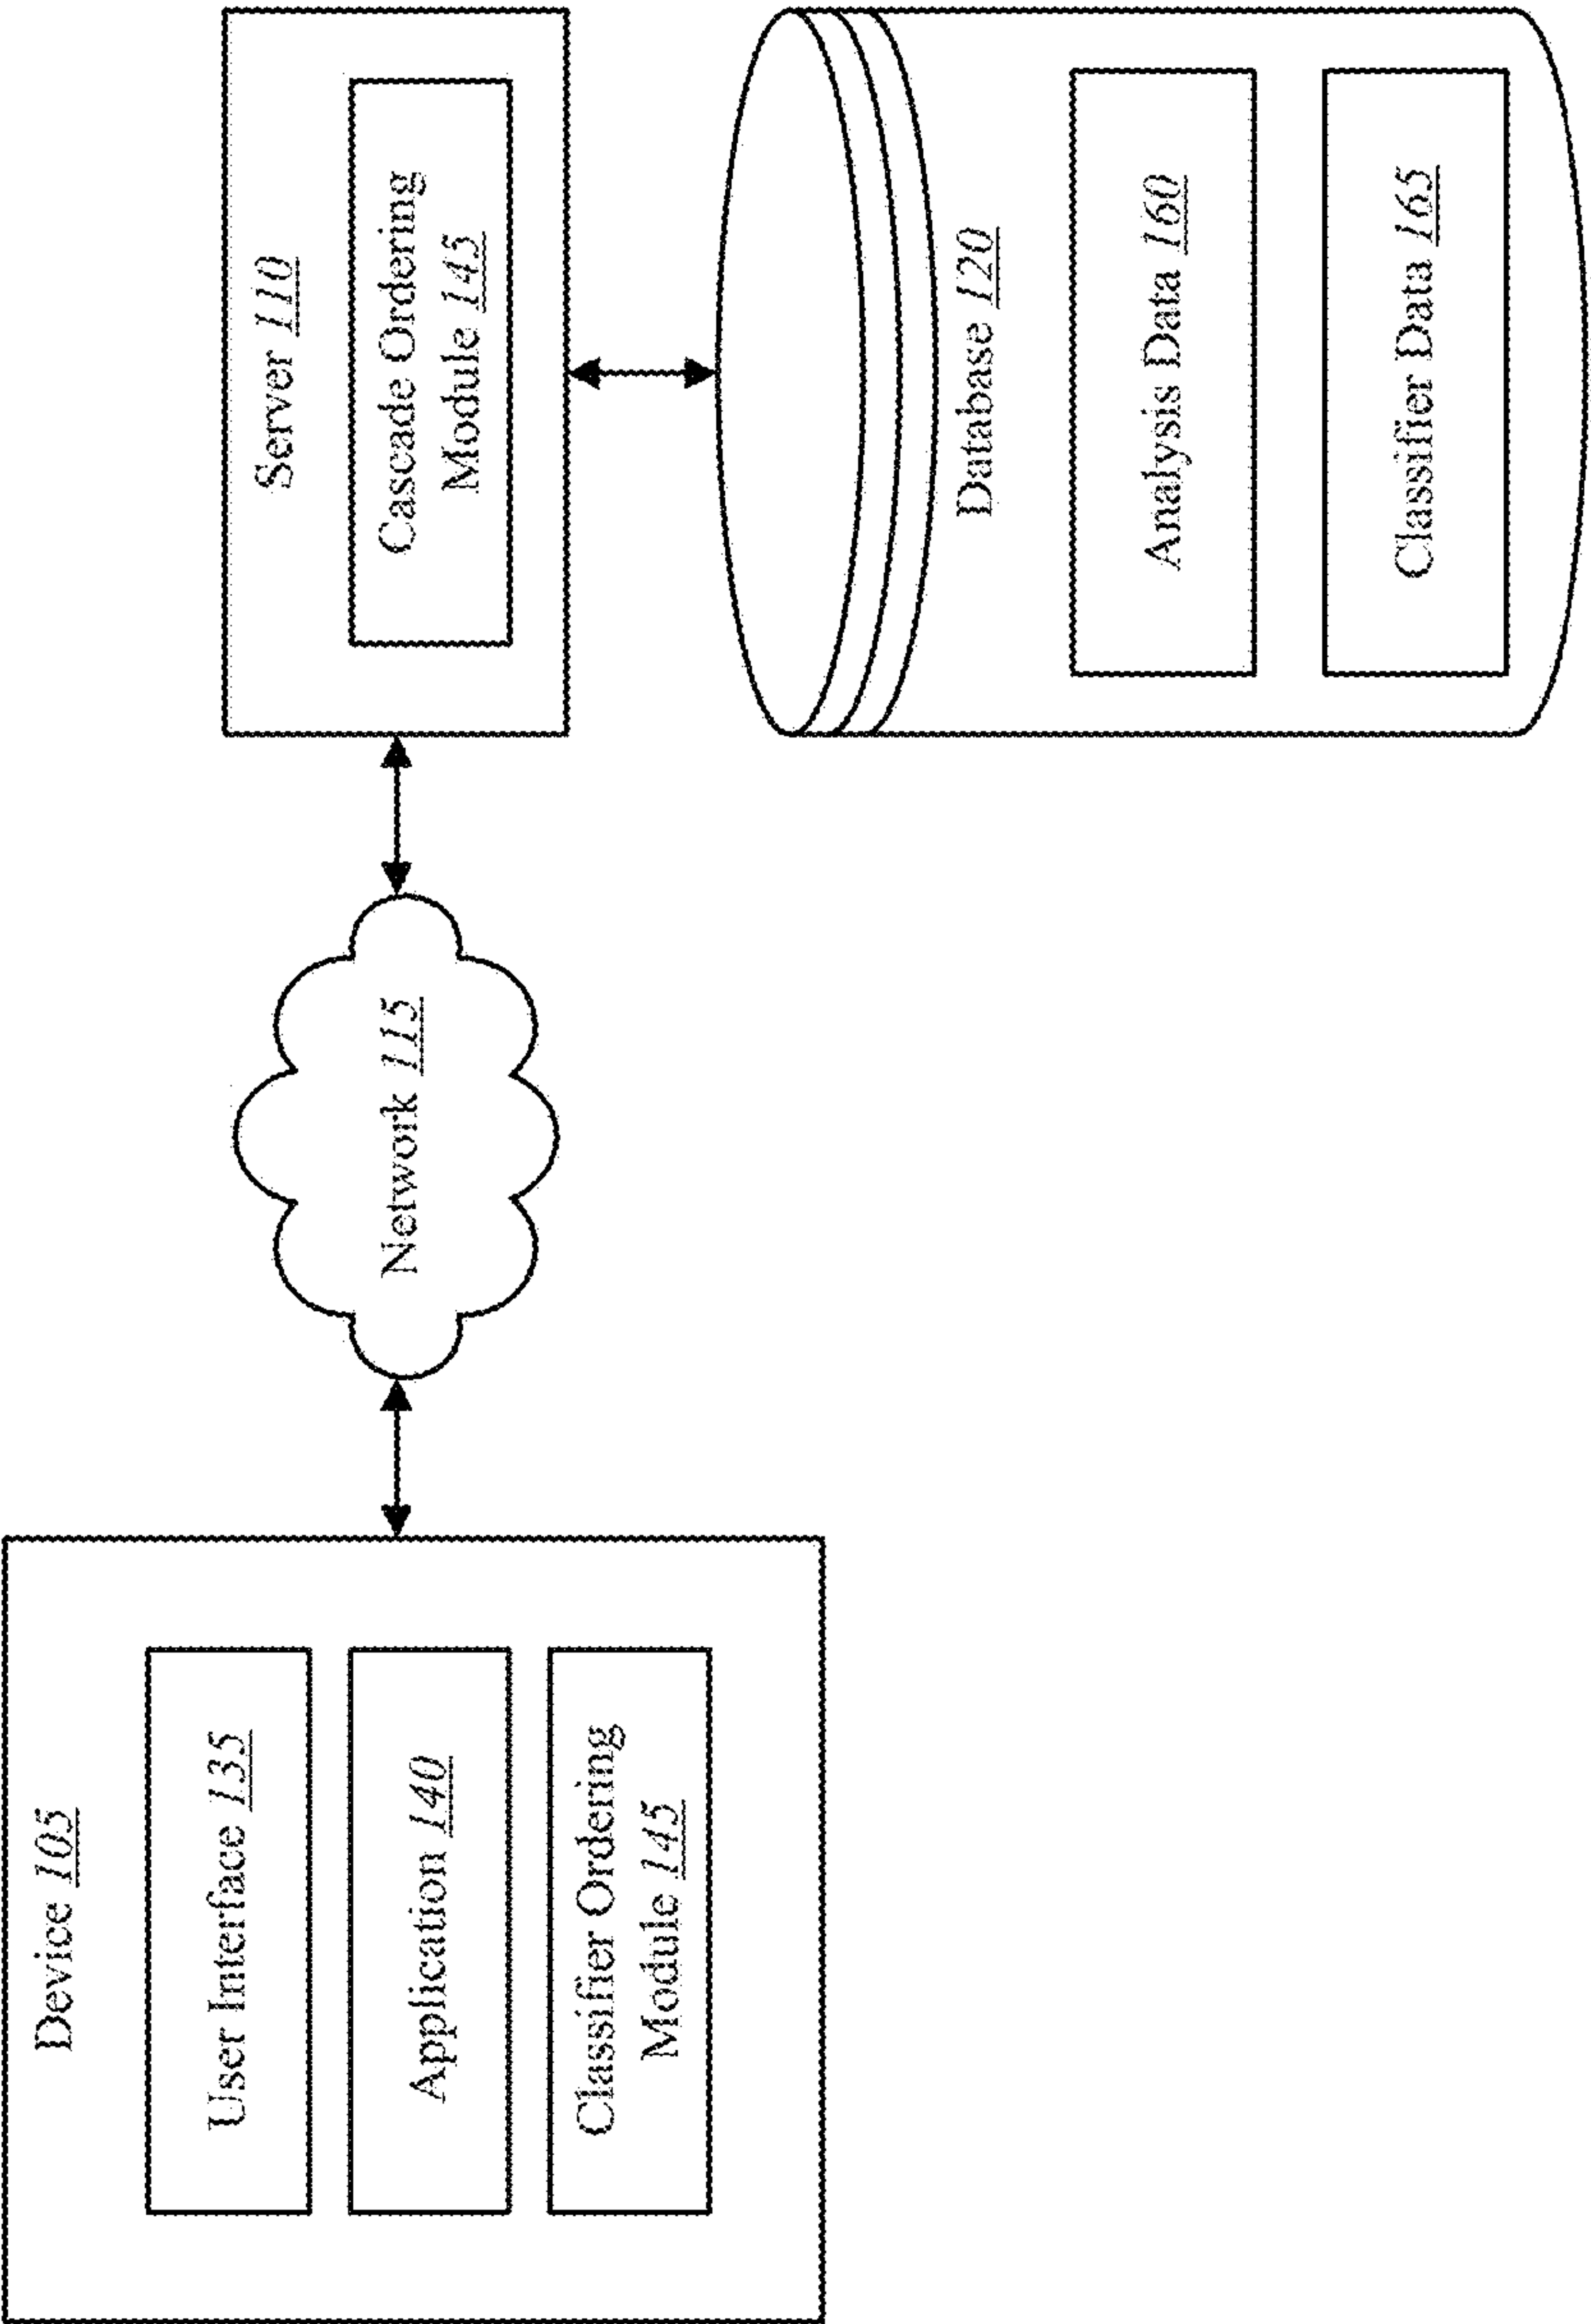 Device 105
User Interface 135
Application 140
Classifier Ordering
Module 145
Network 115
Server 110
Cascade Ordering
Module 145
Database 120
Analysis Data 160
Classifier Data 165